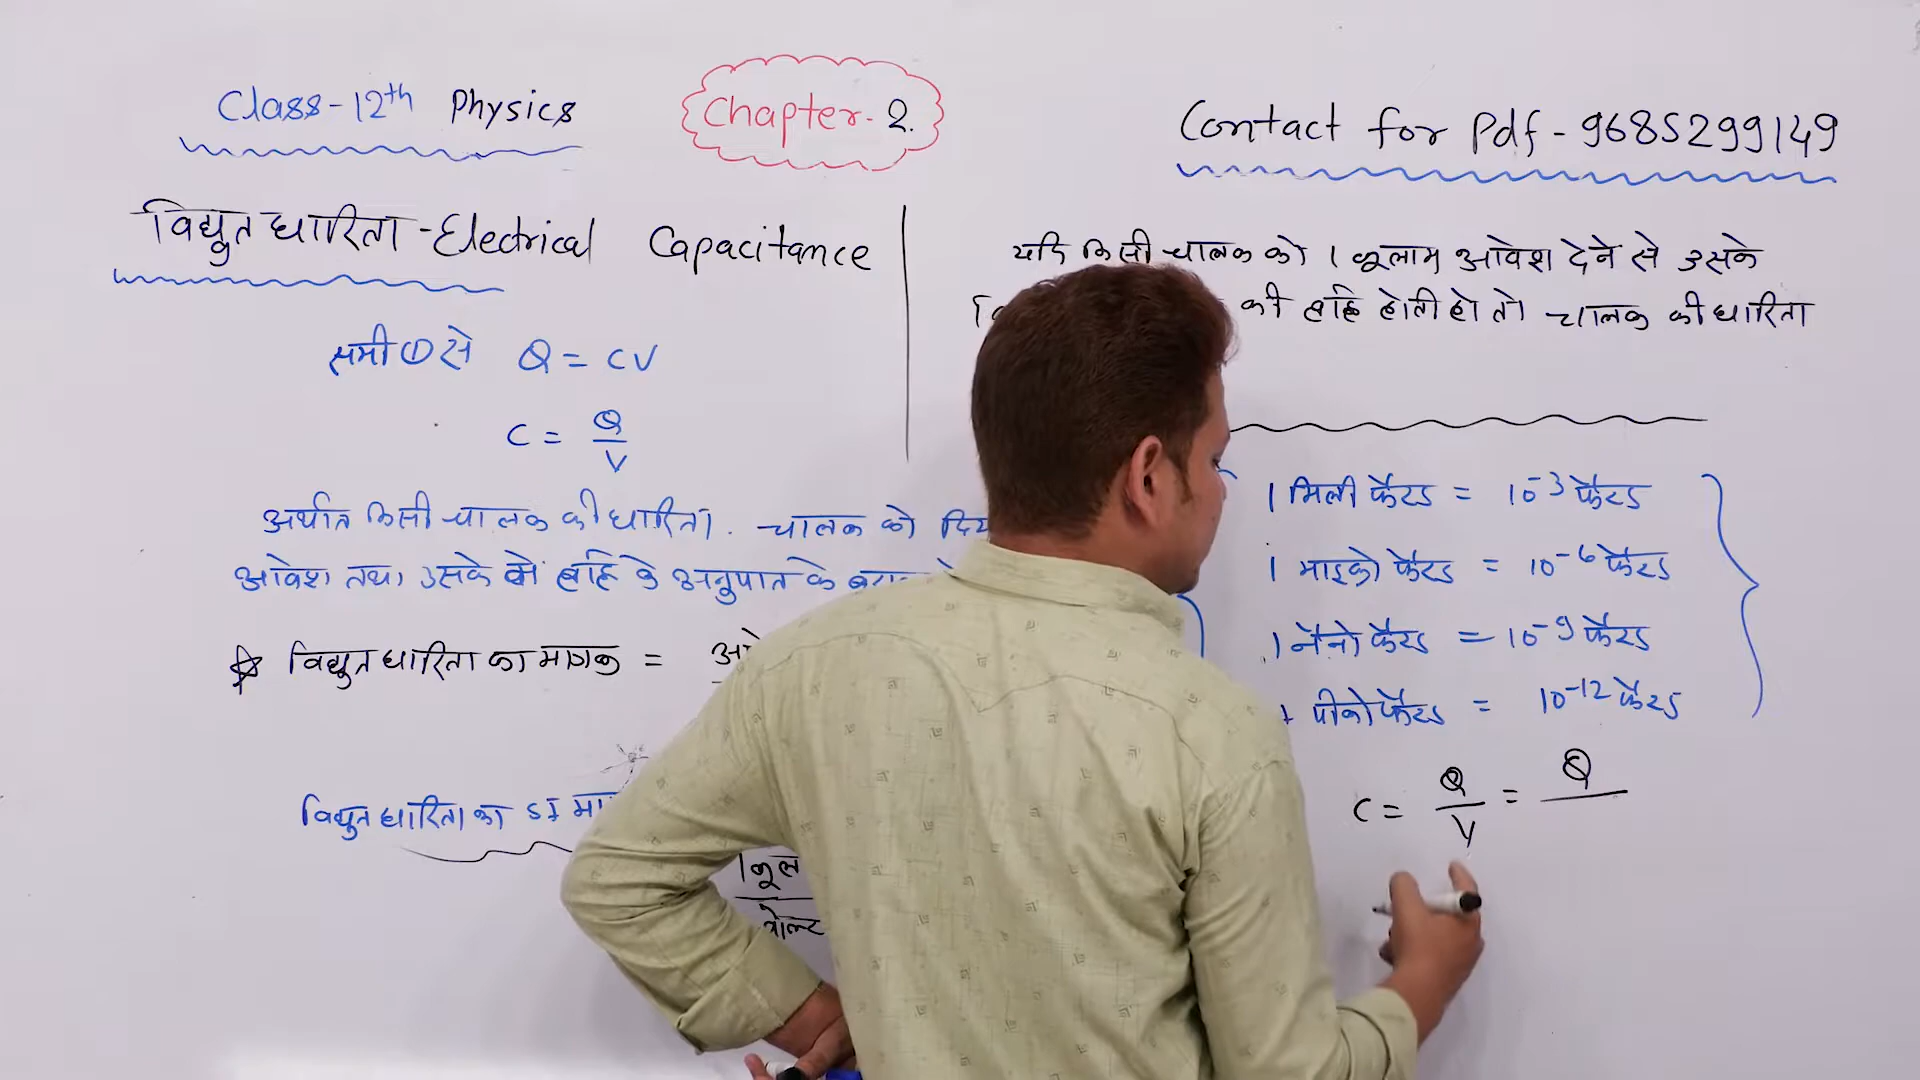 Class-12th Physics
Chapter-2.
Contact for Pdf-9685299149
विद्युत धारिता-Electrical Capacitance
समी ① से Q = CV
C = Q/V
अर्थात किसी चालक की धारिता. चालक को
आवेश तथा उसके में वृद्धि के अनुपात के
विद्युत धारिता का मात्रक =
विद्युत धारिता का SI
वोल्ट
यदि किसी चालक को 1 कूलाम आवेश देने से उसके
की वृद्धि होती हो तो चालक की धारिता
1 मिली फैरड = 10-3 फैरड
1 माइक्रो फैरड = 10-6 फैरड
1 नैनो फैरड = 10-9 फैरड
1 पीको फैरड = 10-12 फैरड
C = Q/V = Q